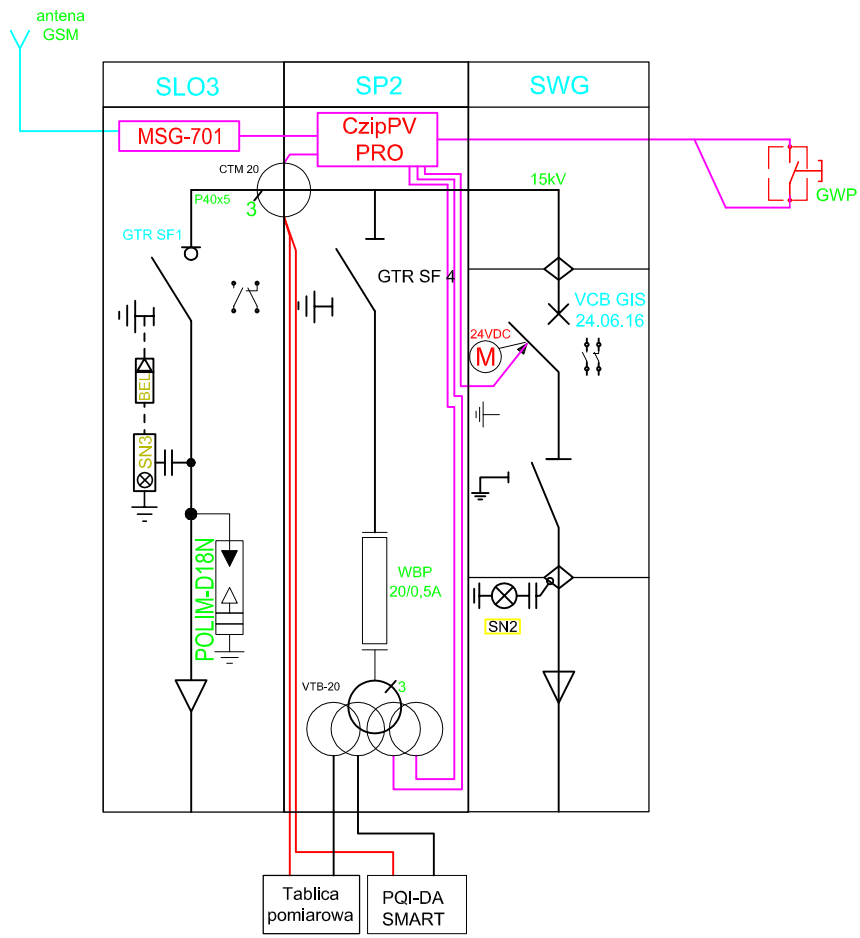 antena
GSM
SLO3
SP2
SWG
MSG-701
CzipPV
PRO
CTM 20
P40x5
3
15kV
GWP
GTR SF1
GTR SF 4
VCB GIS
24.06.16
24VDC
M
BEL
SN3
POLIM-D18N
WBP
20/0,5A
SN2
VTB-20
3
Tablica
pomiarowa
PQI-DA
SMART